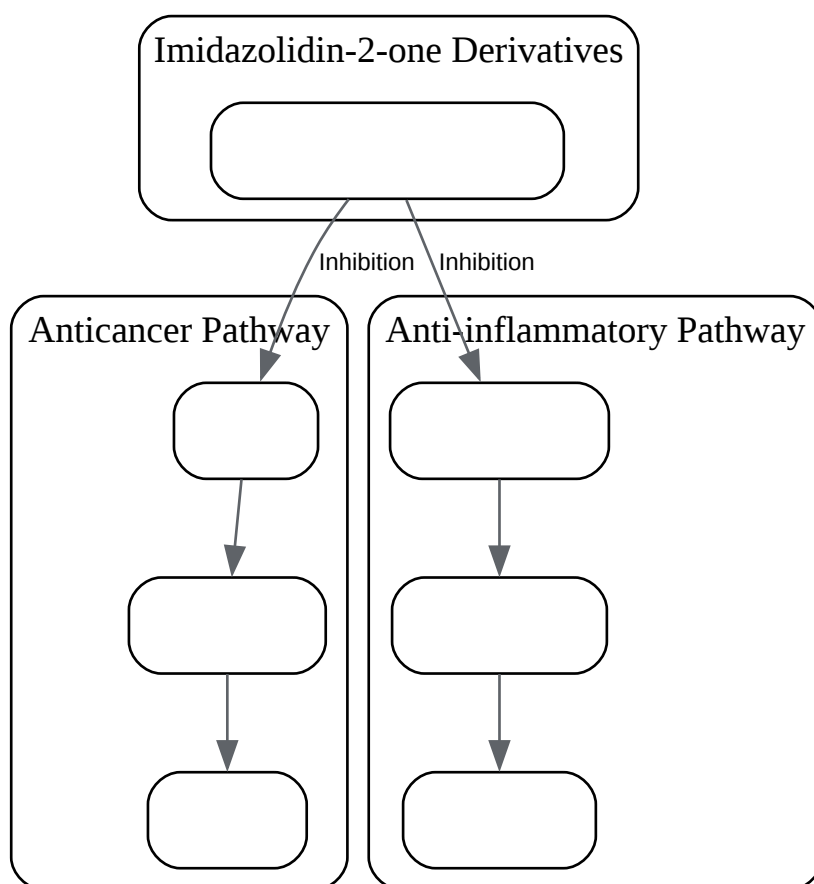 Imidazolidin-2-one Derivatives
Inhibition
Inhibition
Anticancer Pathway
Anti-inflammatory Pathway